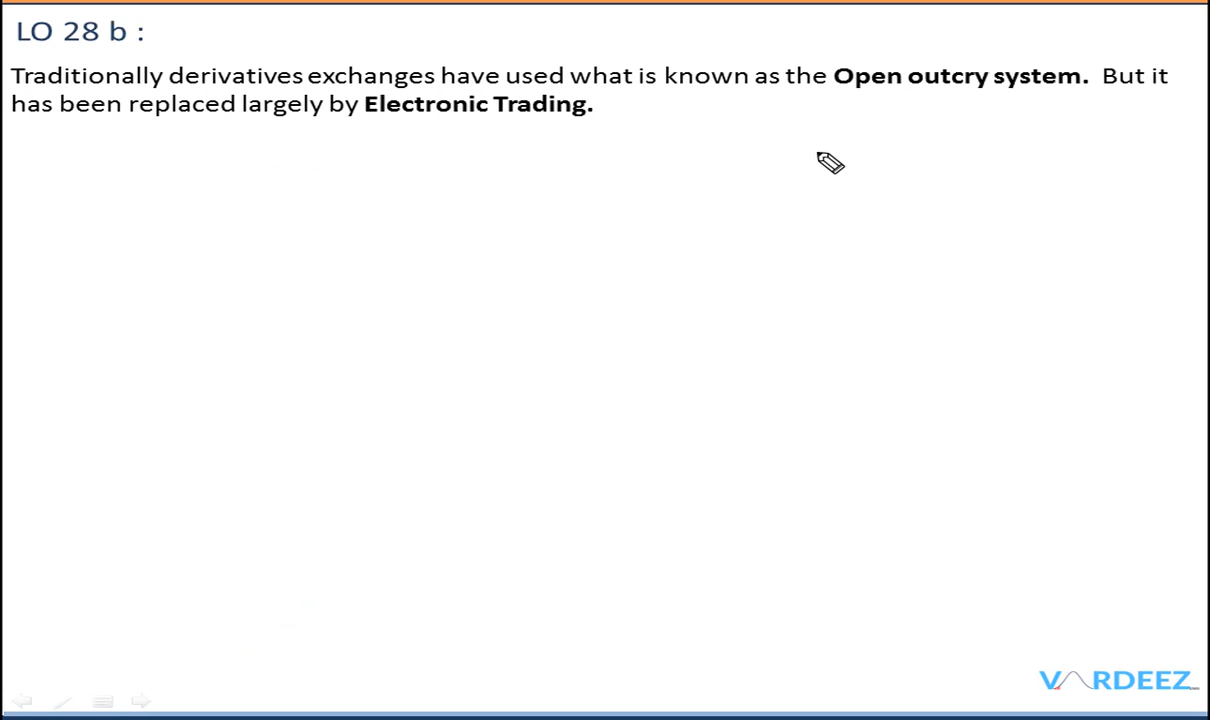 LO 28 b :
Traditionally derivatives exchanges have used what is known as the Open outcry system. But it
has been replaced largely by Electronic Trading.
VARDEEZ